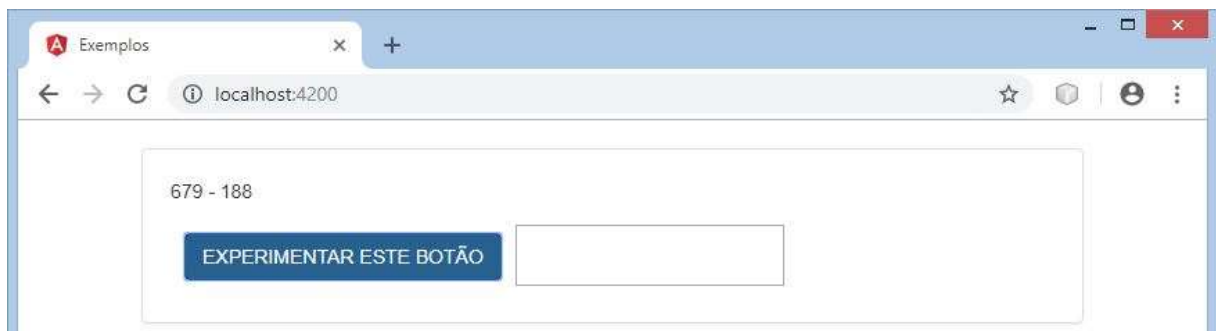 Exemplos
localhost:4200
679 - 188
EXPERIMENTAR ESTE BOTÃO